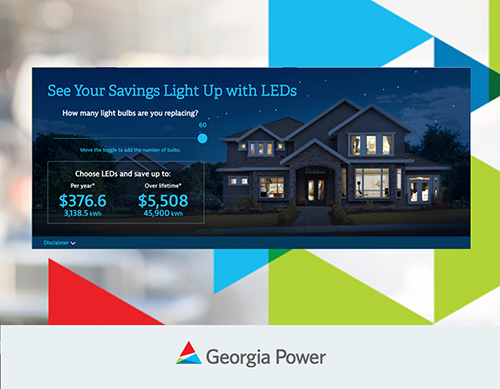 See Your Savings Light Up with LEDs
How many light bulbs are you replacing?
60
Move the toggle to add the number of bulbs.
Choose LEDs and save up to:
Per year* Over lifetime*
$376.6 $5,508
3,138.5 kWh 45,900 kWh
Disclaimer
Georgia Power